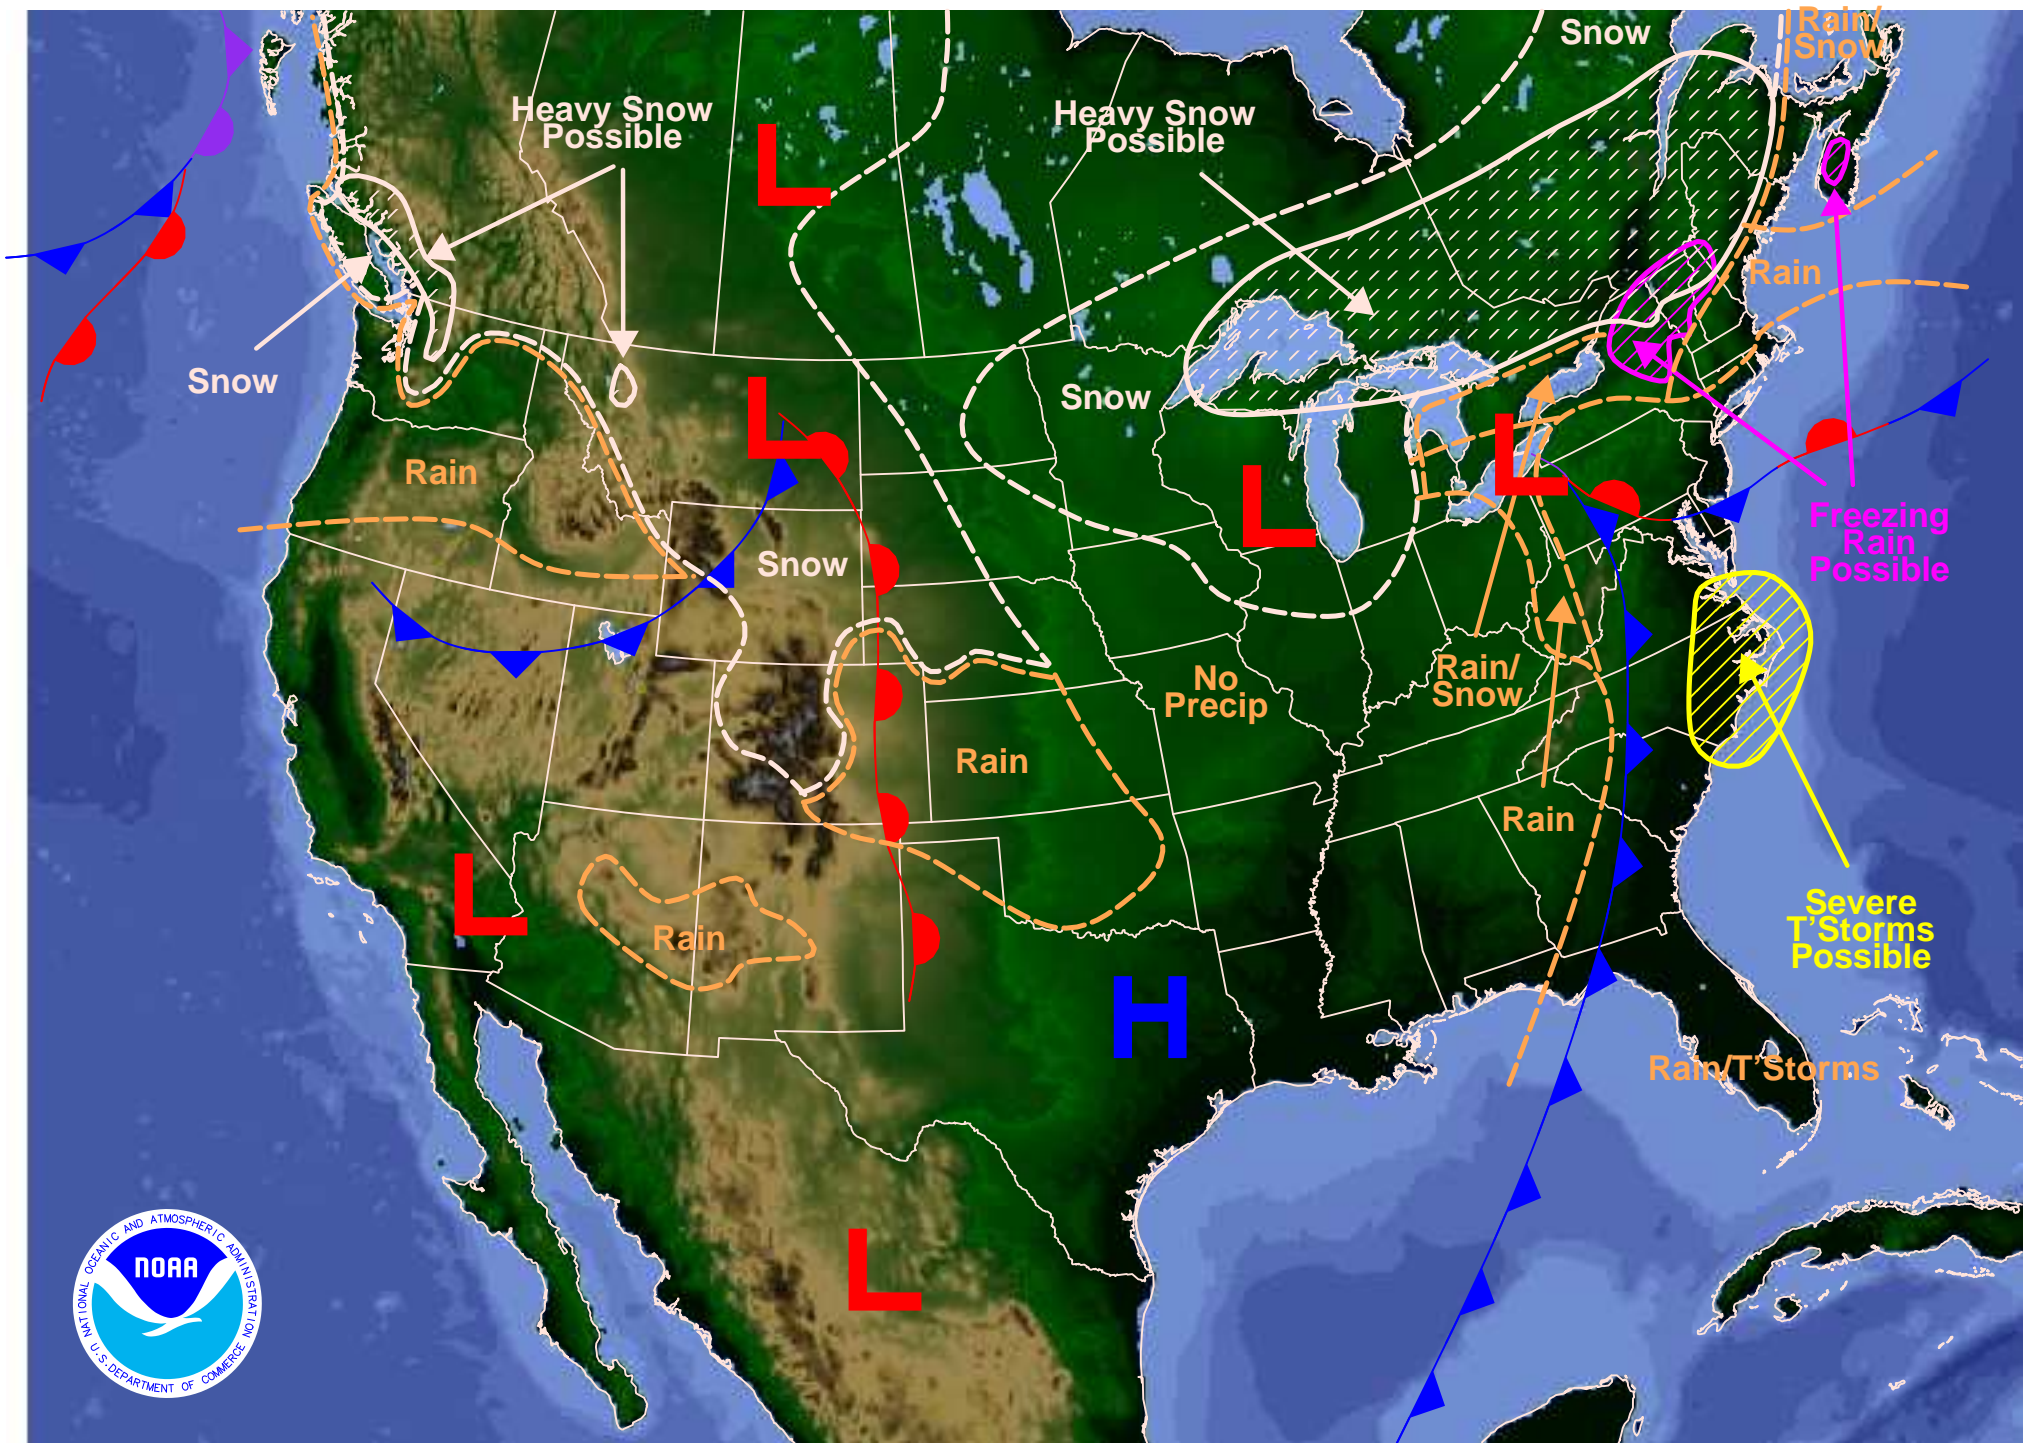 Snow
Rain/
Snow
Heavy Snow
Possible
Heavy Snow
Possible
L
Rain
Snow
Snow
L
L
Rain
L
Freezing
Rain
Possible
Snow
No
Precip
Rain/
Snow
Rain
Rain
L
Rain
Severe
T'Storms
Possible
H
Rain/T'Storms
L
NATIONAL OCEANIC AND ATMOSPHERIC ADMINISTRATION
NOAA
U.S. DEPARTMENT OF COMMERCE